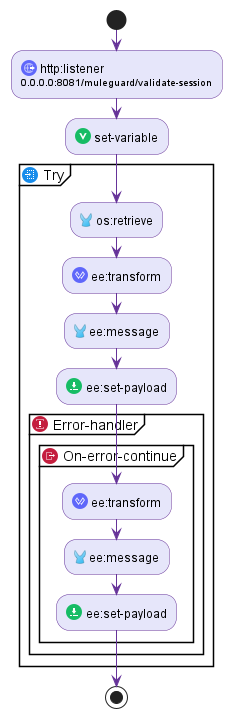 http:listener
0.0.0.0:8081/muleguard/validate-session
set-variable
Try
os:retrieve
ee:transform
ee:message
ee:set-payload
Error-handler
On-error-continue
ee:transform
ee:message
ee:set-payload